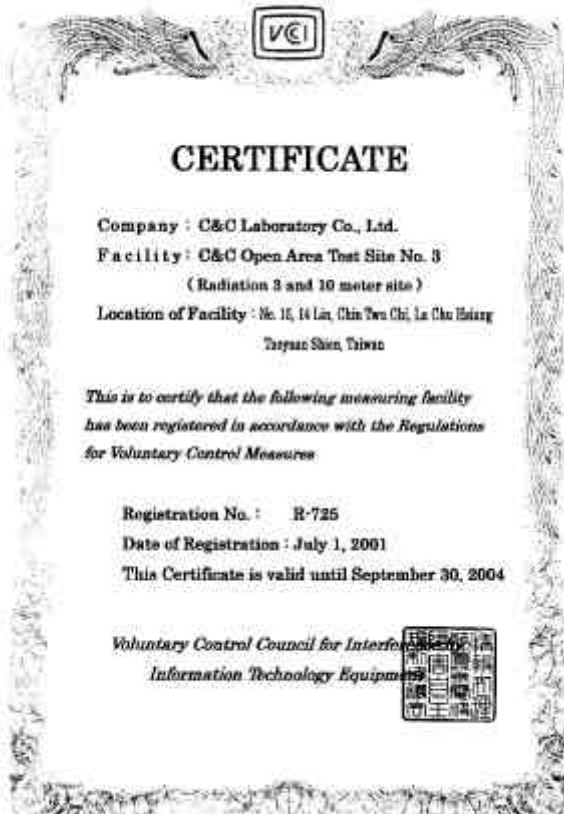 VCCI
CERTIFICATE
Company : C&C Laboratory Co., Ltd.
Facility : C&C Open Area Test Site No. 3
( Radiation 3 and 10 meter site )
Location of Facility : No. 15, 14 Lin, Chin Twu Chi, Lu Chu Hsiang
Taoyuan Shien, Taiwan
This is to certify that the following measuring facility
has been registered in accordance with the Regulations
for Voluntary Control Measures
Registration No. : R-725
Date of Registration : July 1, 2001
This Certificate is valid until September 30, 2004
Voluntary Control Council for Interference by
Information Technology Equipment